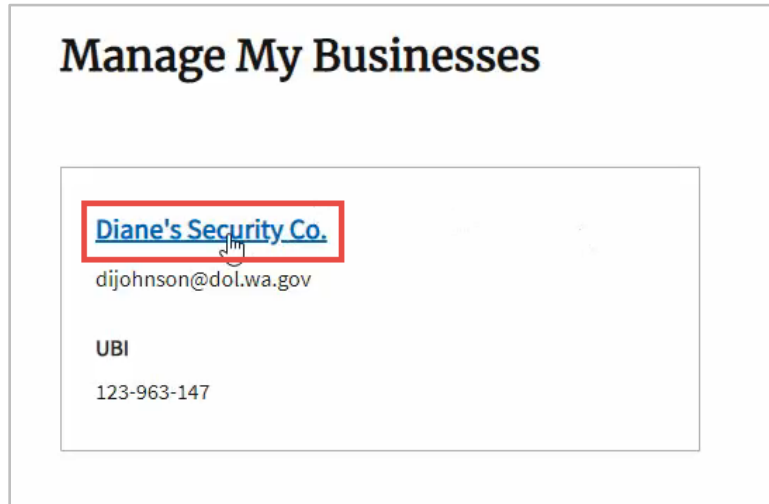 Manage My Businesses
Diane's Security Co.
dijohnson@dol.wa.gov
UBI
123-963-147